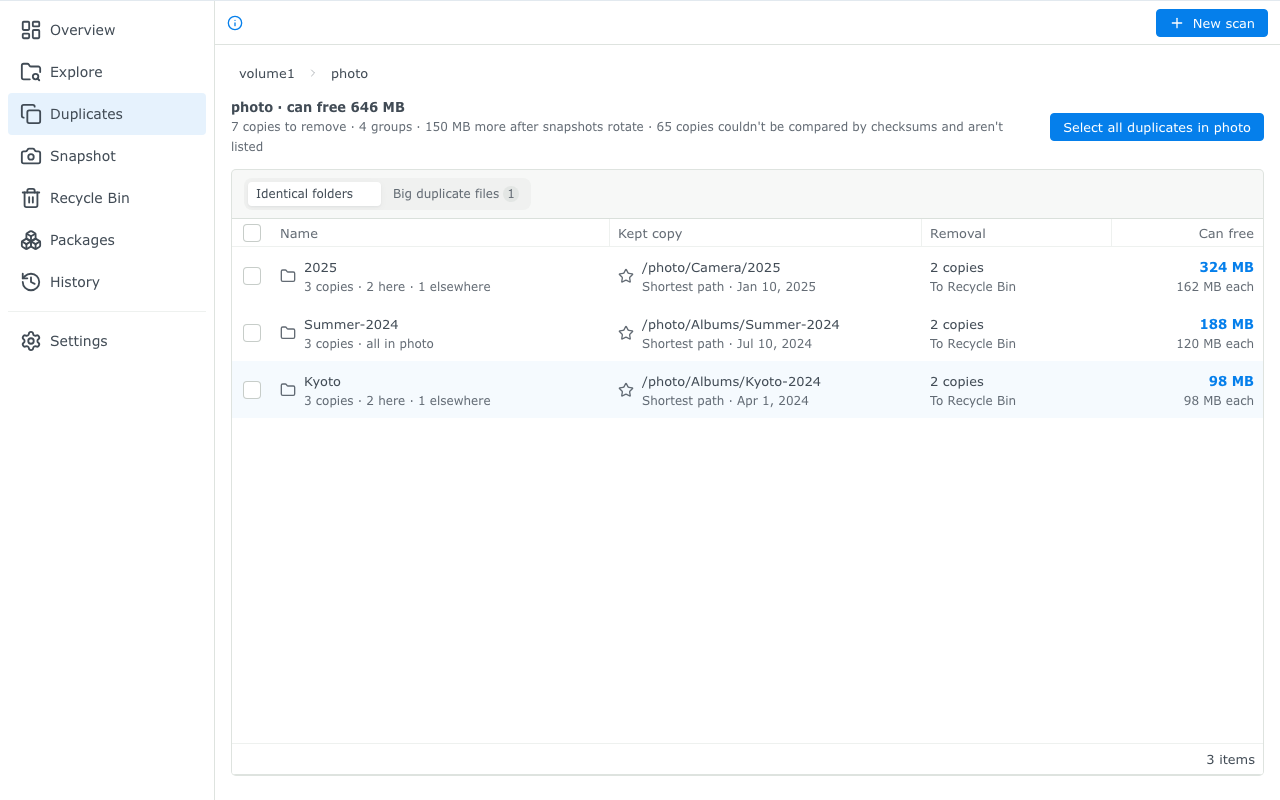 Overview
Explore
Duplicates
Snapshot
Recycle Bin
Packages
History
Settings
New scan
volume1
photo
photo · can free 646 MB
7 copies to remove · 4 groups · 150 MB more after snapshots rotate · 65 copies couldn't be compared by checksums and aren't
listed
Select all duplicates in photo
Identical folders
Big duplicate files 1
Name
Kept copy
Removal
Can free
2025
3 copies · 2 here · 1 elsewhere
/photo/Camera/2025
Shortest path · Jan 10, 2025
2 copies
To Recycle Bin
324 MB
162 MB each
Summer-2024
3 copies · all in photo
/photo/Albums/Summer-2024
Shortest path · Jul 10, 2024
2 copies
To Recycle Bin
188 MB
120 MB each
Kyoto
3 copies · 2 here · 1 elsewhere
/photo/Albums/Kyoto-2024
Shortest path · Apr 1, 2024
2 copies
To Recycle Bin
98 MB
98 MB each
3 items